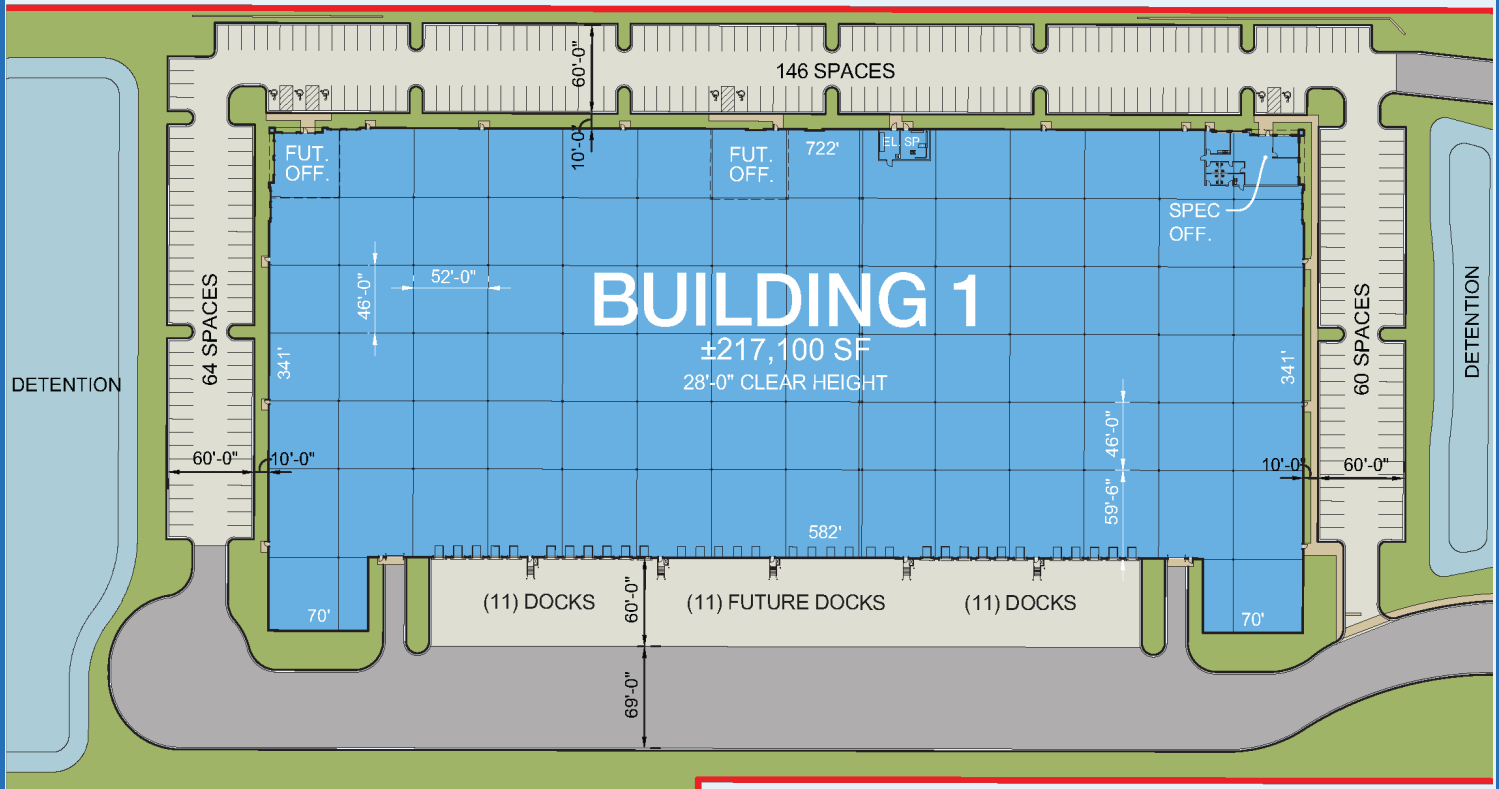 60'-0"
146 SPACES
10'-0"
FUT.
OFF.
FUT.
OFF.
722'
EL.
SP
SPEC
OFF.
64 SPACES
46'-0"
52'-0"
BUILDING 1
±217,100 SF
28'-0" CLEAR HEIGHT
341'
341'
60 SPACES
DETENTION
DETENTION
60'-0"
10'-0"
46'-0"
59'-6"
10'-0"
60'-0"
582'
(11) DOCKS
60'-0"
(11) FUTURE DOCKS
(11) DOCKS
70'
70'
69'-0"